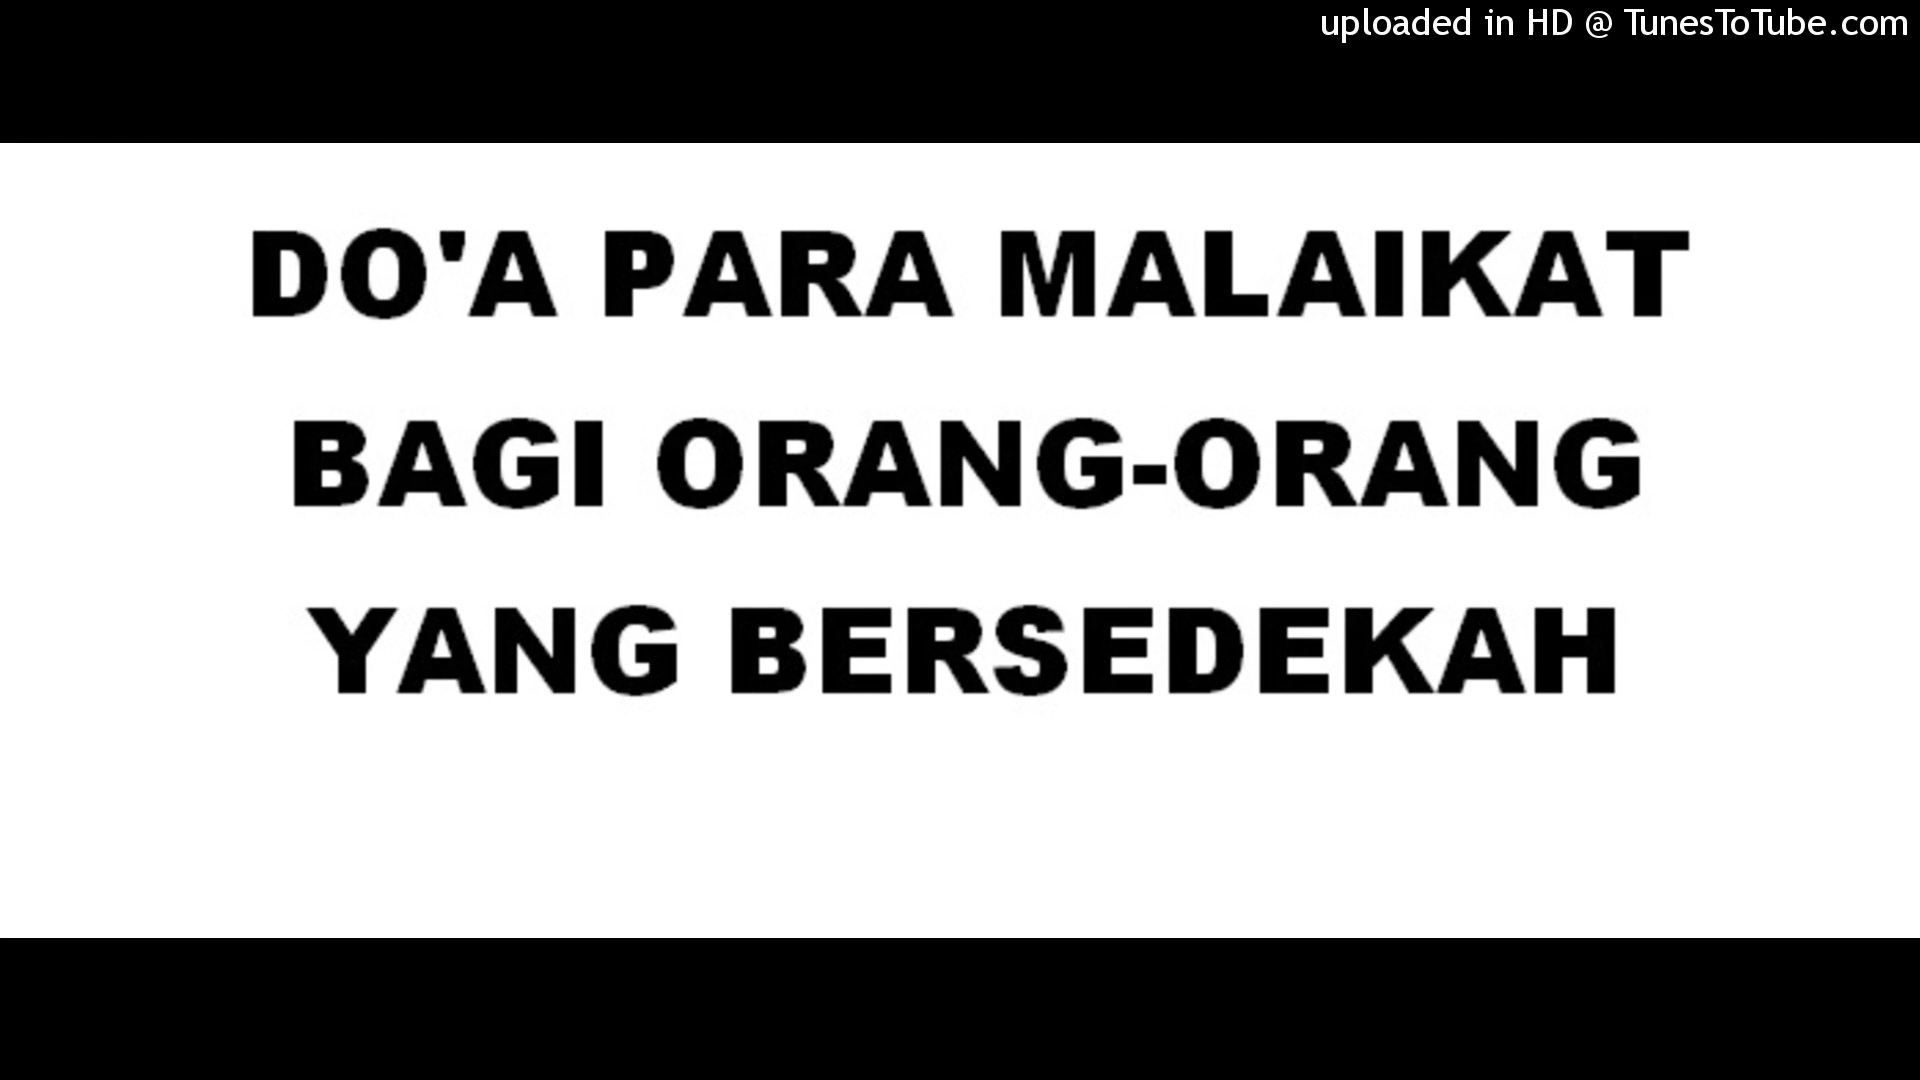 uploaded in HD @ TunesToTube.com
DO'A PARA MALAIKAT
BAGI ORANG-ORANG
YANG BERSEDEKAH